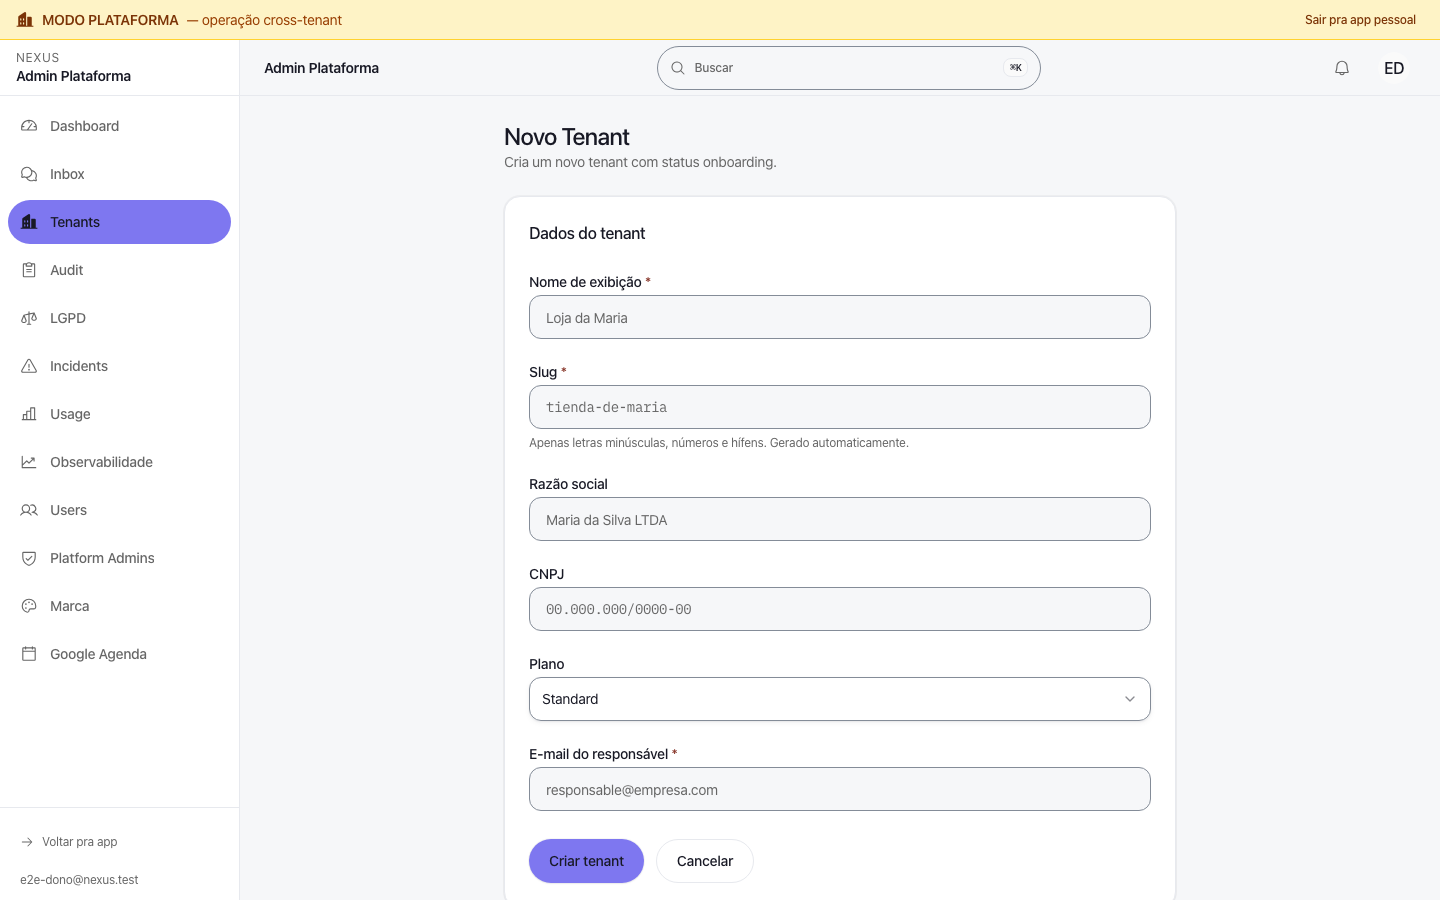 MODO PLATAFORMA — operação cross-tenant
Sair pra app pessoal
NEXUS
Admin Plataforma
Admin Plataforma
Buscar
⌘K
ED
Dashboard
Inbox
Tenants
Audit
LGPD
Incidents
Usage
Observabilidade
Users
Platform Admins
Marca
Google Agenda
Voltar pra app
e2e-dono@nexus.test
Novo Tenant
Cria um novo tenant com status onboarding.
Dados do tenant
Nome de exibição *
Loja da Maria
Slug *
tienda-de-maria
Apenas letras minúsculas, números e hífens. Gerado automaticamente.
Razão social
Maria da Silva LTDA
CNPJ
00.000.000/0000-00
Plano
Standard
E-mail do responsável *
responsable@empresa.com
Criar tenant
Cancelar